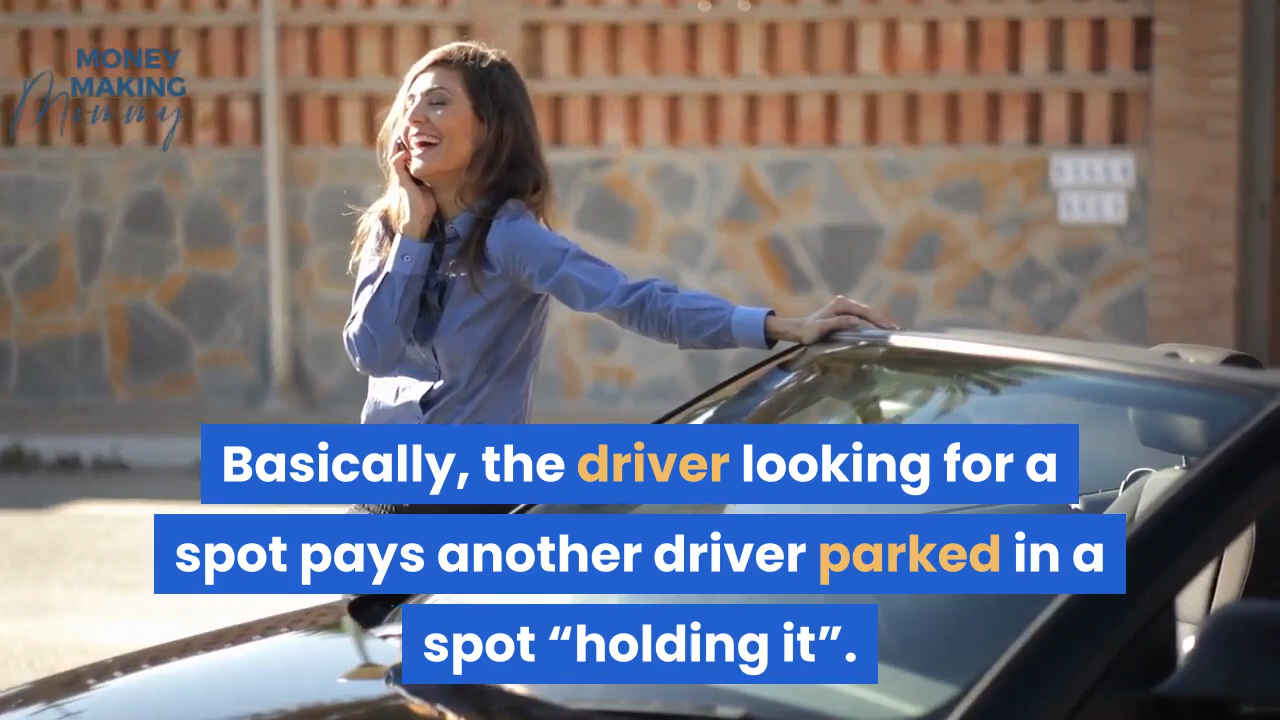 MONEY
MAKING
Mommy
Basically, the driver looking for a
spot pays another driver parked in a
spot “holding it”.